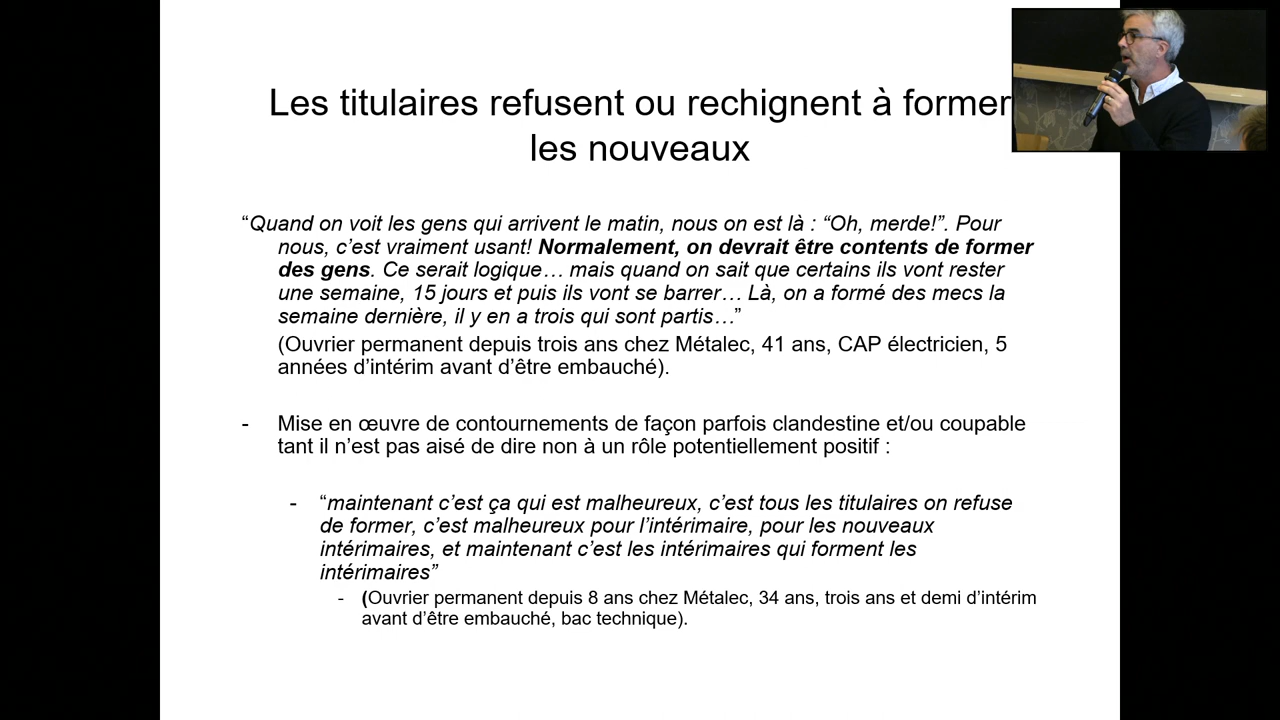 Les titulaires refusent ou rechignent à former
les nouveaux
“Quand on voit les gens qui arrivent le matin, nous on est là : “Oh, merde!”. Pour
nous, c’est vraiment usant! Normalement, on devrait être contents de former
des gens. Ce serait logique… mais quand on sait que certains ils vont rester
une semaine, 15 jours et puis ils vont se barrer… Là, on a formé des mecs la
semaine dernière, il y en a trois qui sont partis…”
(Ouvrier permanent depuis trois ans chez Métalec, 41 ans, CAP électricien, 5
années d’intérim avant d’être embauché).
- Mise en œuvre de contournements de façon parfois clandestine et/ou coupable
tant il n’est pas aisé de dire non à un rôle potentiellement positif :
- “maintenant c’est ça qui est malheureux, c’est tous les titulaires on refuse
de former, c’est malheureux pour l’intérimaire, pour les nouveaux
intérimaires, et maintenant c’est les intérimaires qui forment les
intérimaires”
- (Ouvrier permanent depuis 8 ans chez Métalec, 34 ans, trois ans et demi d’intérim
avant d’être embauché, bac technique).